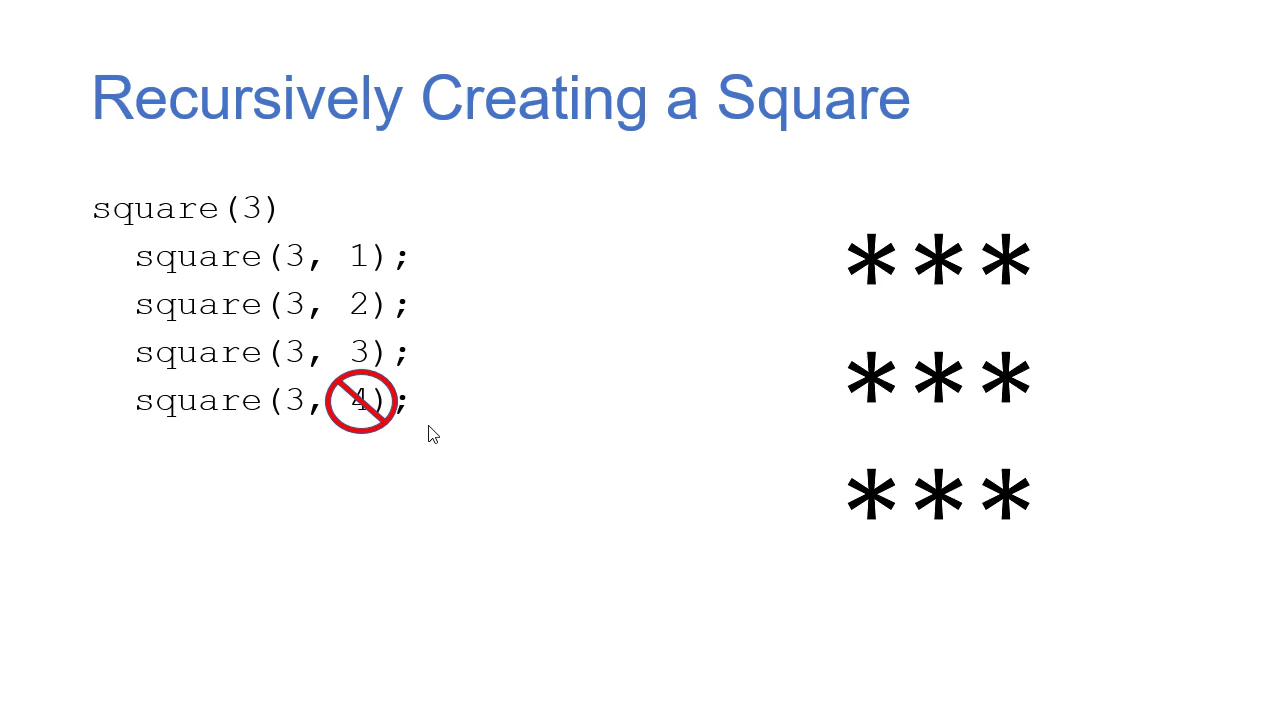 Recursively Creating a Square
square(3)
square(3, 1);
square(3, 2);
square(3, 3);
square(3, 4);
***
***
***